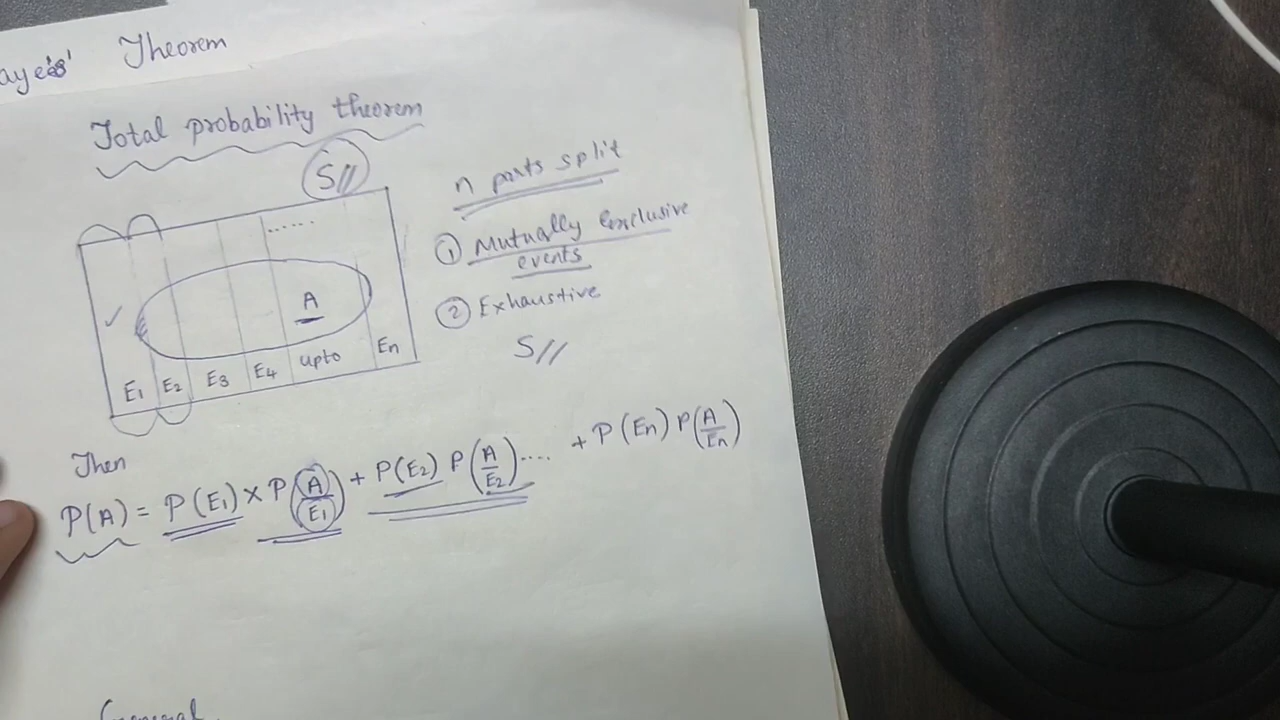 Theorem
Total probability theorem
S//
n parts split
① Mutually Exclusive
events
② Exhaustive
S//
......
A
E₁ E₂ E₃ E₄ upto En
Then
P(A) = P(E₁) × P(A/E₁) + P(E₂) P(A/E₂) .... + P(En) P(A/En)
General